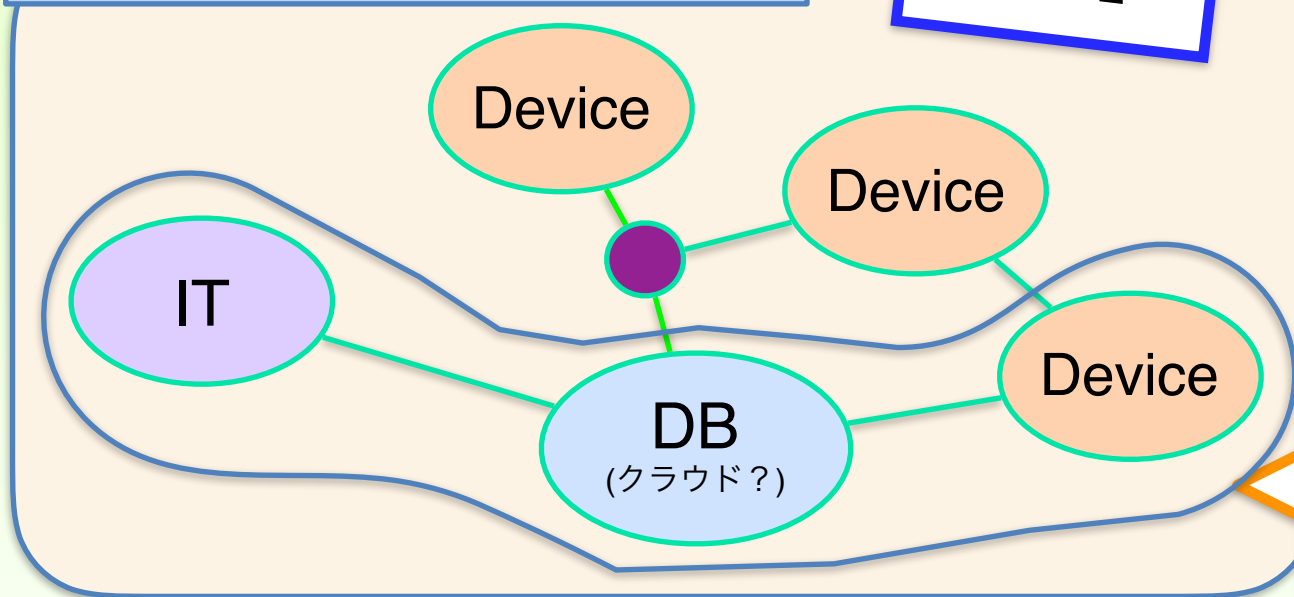 Device
Device
IT
Device
DB
(クラウド？)